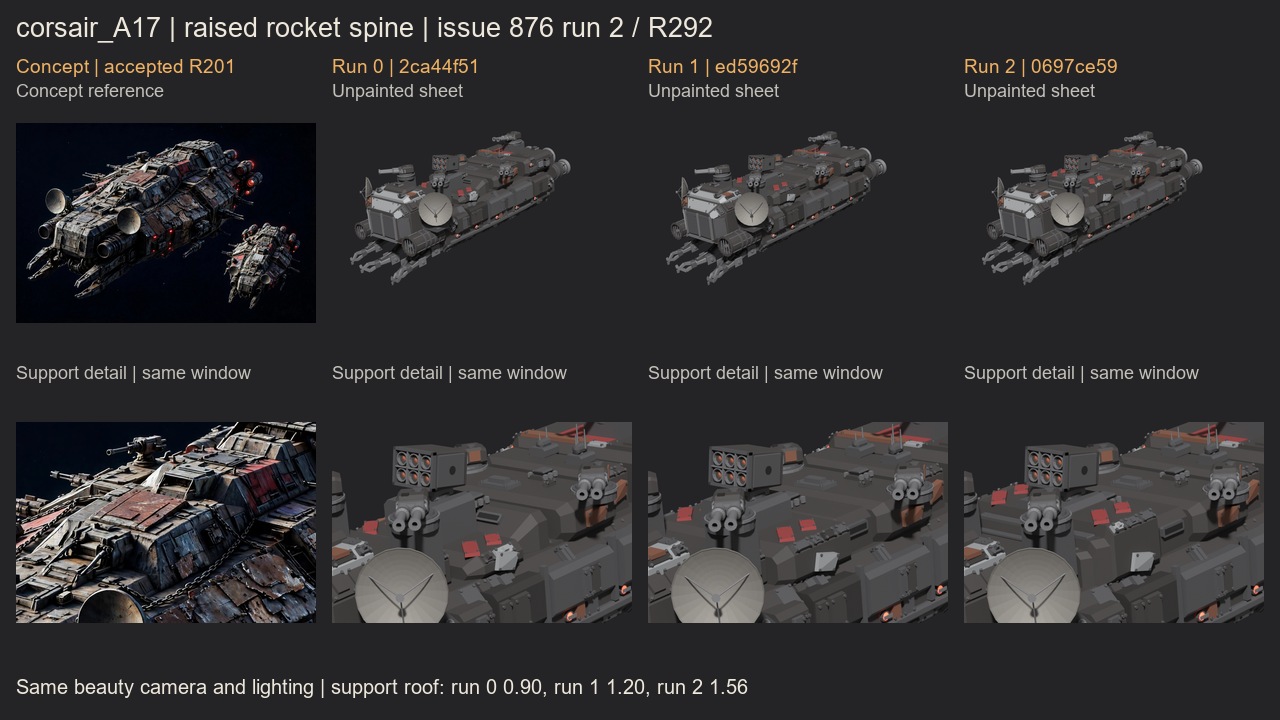 corsair_A17 | raised rocket spine | issue 876 run 2 / R292
Concept | accepted R201
Run 0 | 2ca44f51
Run 1 | ed59692f
Run 2 | 0697ce59
Concept reference
Unpainted sheet
Unpainted sheet
Unpainted sheet
Support detail | same window
Support detail | same window
Support detail | same window
Support detail | same window
Same beauty camera and lighting | support roof: run 0 0.90, run 1 1.20, run 2 1.56